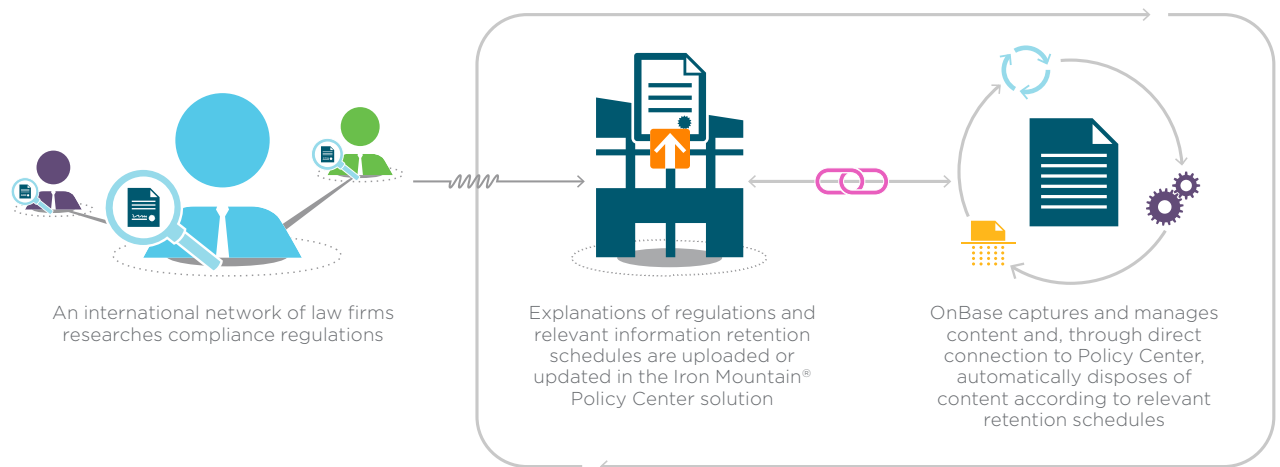 An international network of law firms
researches compliance regulations
Explanations of regulations and
relevant information retention
schedules are uploaded or
updated in the Iron Mountain®
Policy Center solution
OnBase captures and manages
content and, through direct
connection to Policy Center,
automatically disposes of
content according to relevant
retention schedules